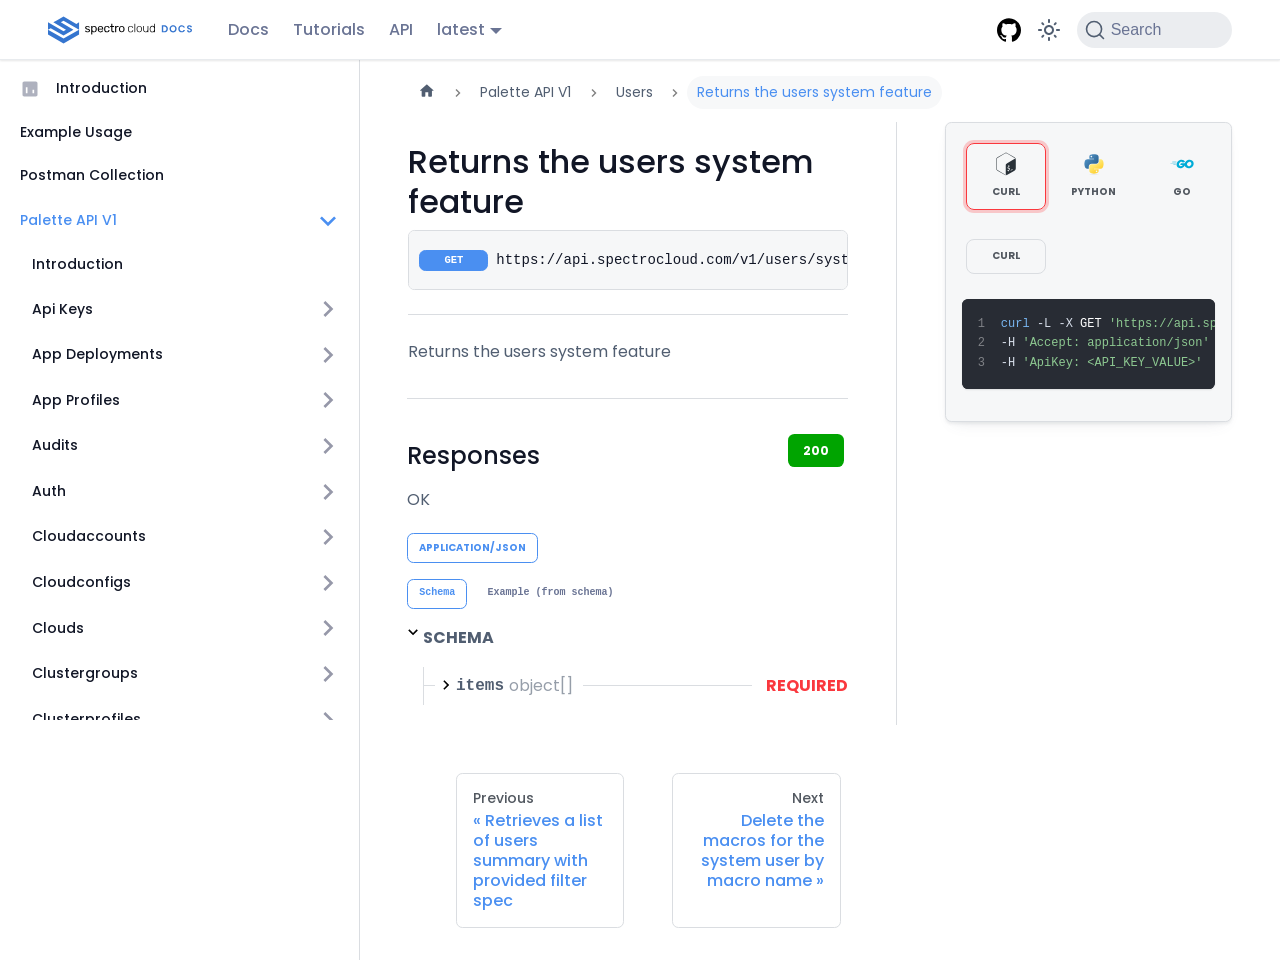 spectro cloud DOCS
Docs
Tutorials
API
latest
Search
Introduction
Example Usage
Postman Collection
Palette API V1
Introduction
Api Keys
App Deployments
App Profiles
Audits
Auth
Cloudaccounts
Cloudconfigs
Clouds
Clustergroups
Clusterprofiles
Palette API V1
Users
Returns the users system feature
Returns the users system
feature
GET https://api.spectrocloud.com/v1/users/syst
Returns the users system feature
Responses
200
OK
APPLICATION/JSON
Schema
Example (from schema)
SCHEMA
items object[]
REQUIRED
Previous
« Retrieves a list
of users
summary with
provided filter
spec
Next
Delete the
macros for the
system user by
macro name »
CURL
PYTHON
GO
CURL
1 curl -L -X GET 'https://api.sp
2 -H 'Accept: application/json'
3 -H 'ApiKey: <API_KEY_VALUE>'